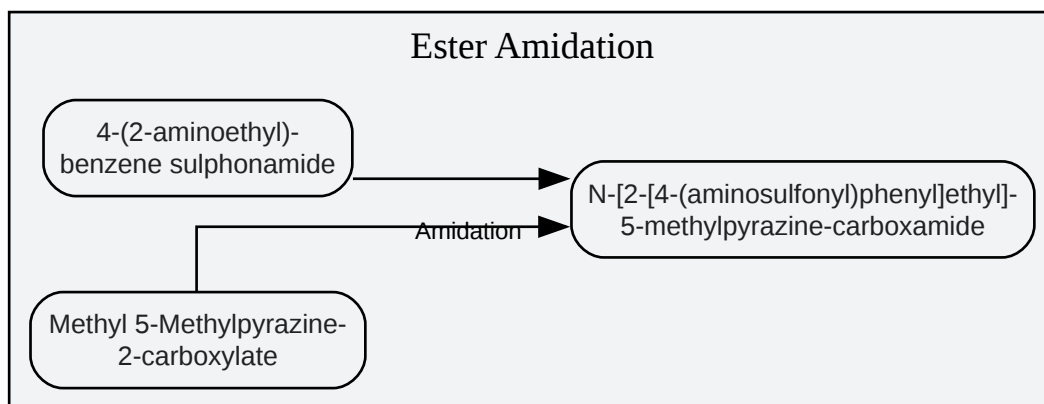 Ester Amidation
4-(2-aminoethyl)-
benzene sulphonamide
N-[2-[4-(aminosulfonyl)phenyl]ethyl]-
5-methylpyrazine-carboxamide
Amidation
Methyl 5-Methylpyrazine-
2-carboxylate